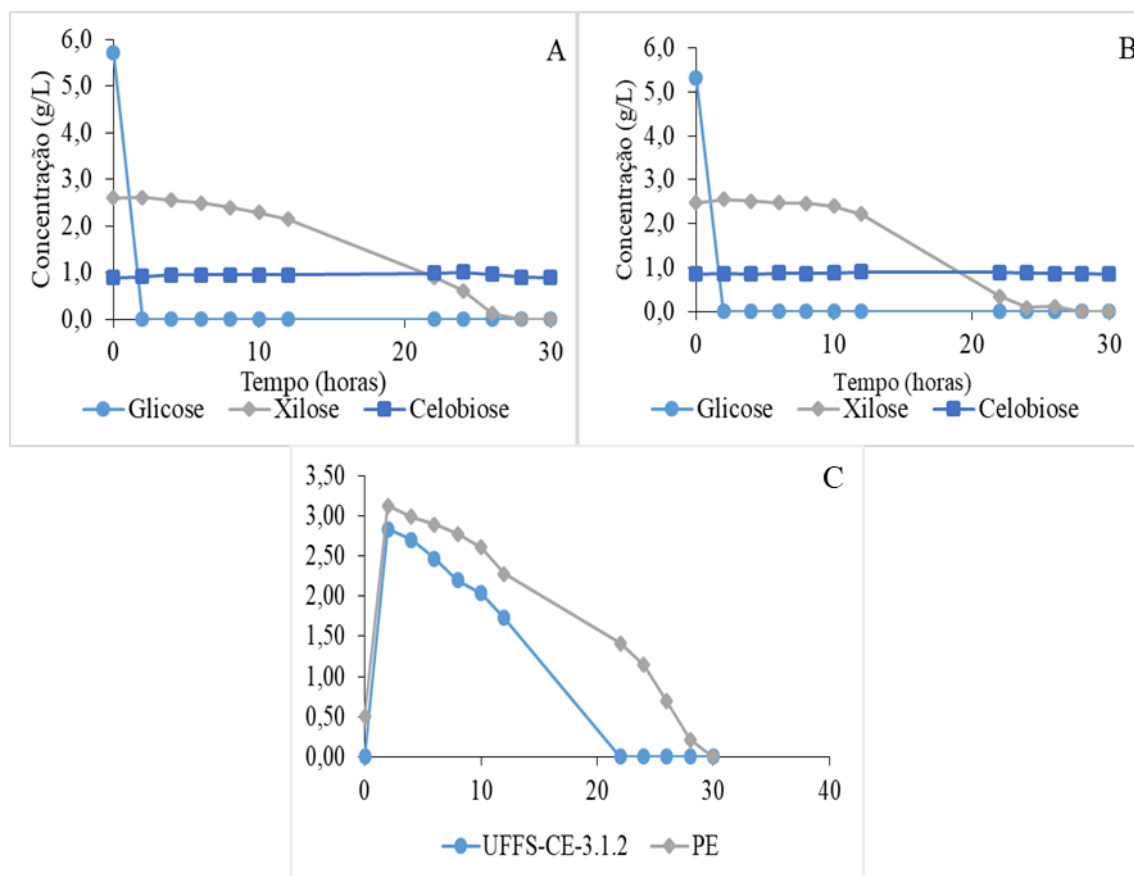 A
Concentração (g/L)
6,0
5,0
4,0
3,0
2,0
1,0
0,0
0 10 20 30
Tempo (horas)
Glicose Xilose Celobiose
B
Concentração (g/L)
6,0
5,0
4,0
3,0
2,0
1,0
0,0
0 10 20 30
Tempo (horas)
Glicose Xilose Celobiose
C
3,50
3,00
2,50
2,00
1,50
1,00
0,50
0,00
0 10 20 30 40
UFFS-CE-3.1.2 PE